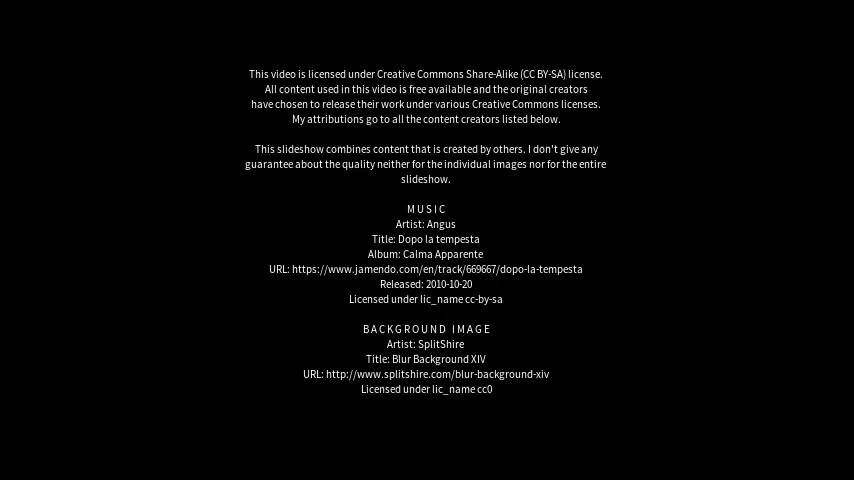 This video is licensed under Creative Commons Share-Alike (CC BY-SA) license.
All content used in this video is free available and the original creators
have chosen to release their work under various Creative Commons licenses.
My attributions go to all the content creators listed below.
This slideshow combines content that is created by others. I don't give any
guarantee about the quality neither for the individual images nor for the entire
slideshow.
MUSIC
Artist: Angus
Title: Dopo la tempesta
Album: Calma Apparente
URL: https://www.jamendo.com/en/track/669667/dopo-la-tempesta
Released: 2010-10-20
Licensed under lic_name cc-by-sa
BACKGROUND IMAGE
Artist: SplitShire
Title: Blur Background XIV
URL: http://www.splitshire.com/blur-background-xiv
Licensed under lic_name cc0